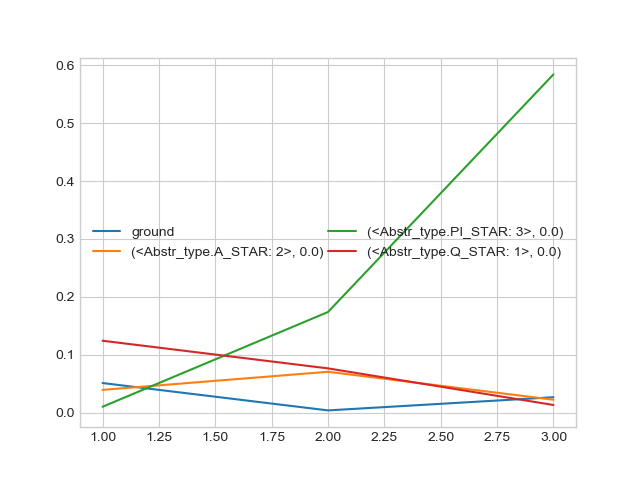 0.6
0.5
0.4
0.3
0.2
0.1
0.0
ground
(<Abstr_type.A_STAR: 2>, 0.0)
(<Abstr_type.PI_STAR: 3>, 0.0)
(<Abstr_type.Q_STAR: 1>, 0.0)
1.00 1.25 1.50 1.75 2.00 2.25 2.50 2.75 3.00